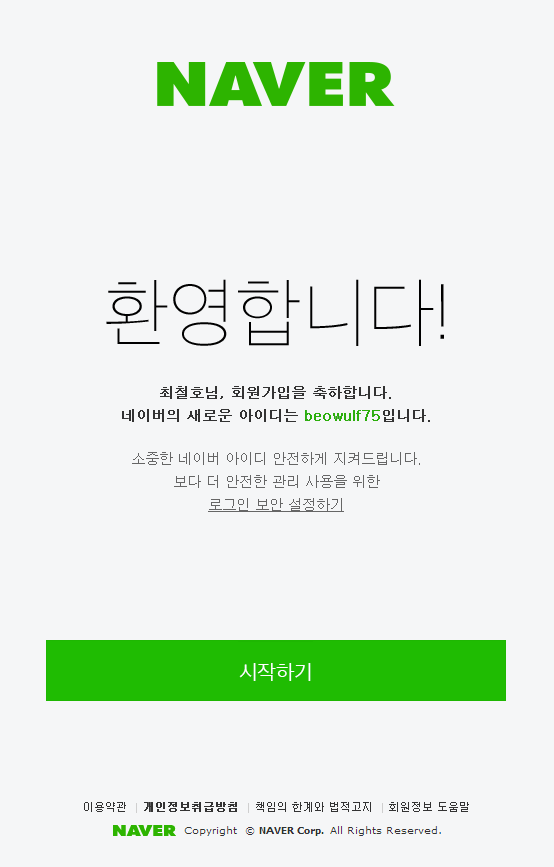 NAVER
환영합니다!
최철호님, 회원가입을 축하합니다.
네이버의 새로운 아이디는 beowulf75입니다.
소중한 네이버 아이디 안전하게 지켜드립니다.
보다 더 안전한 관리 사용을 위한
로그인 보안 설정하기
시작하기
이용약관 | 개인정보취급방침 | 책임의 한계와 법적고지 | 회원정보 도움말
NAVER Copyright © NAVER Corp. All Rights Reserved.